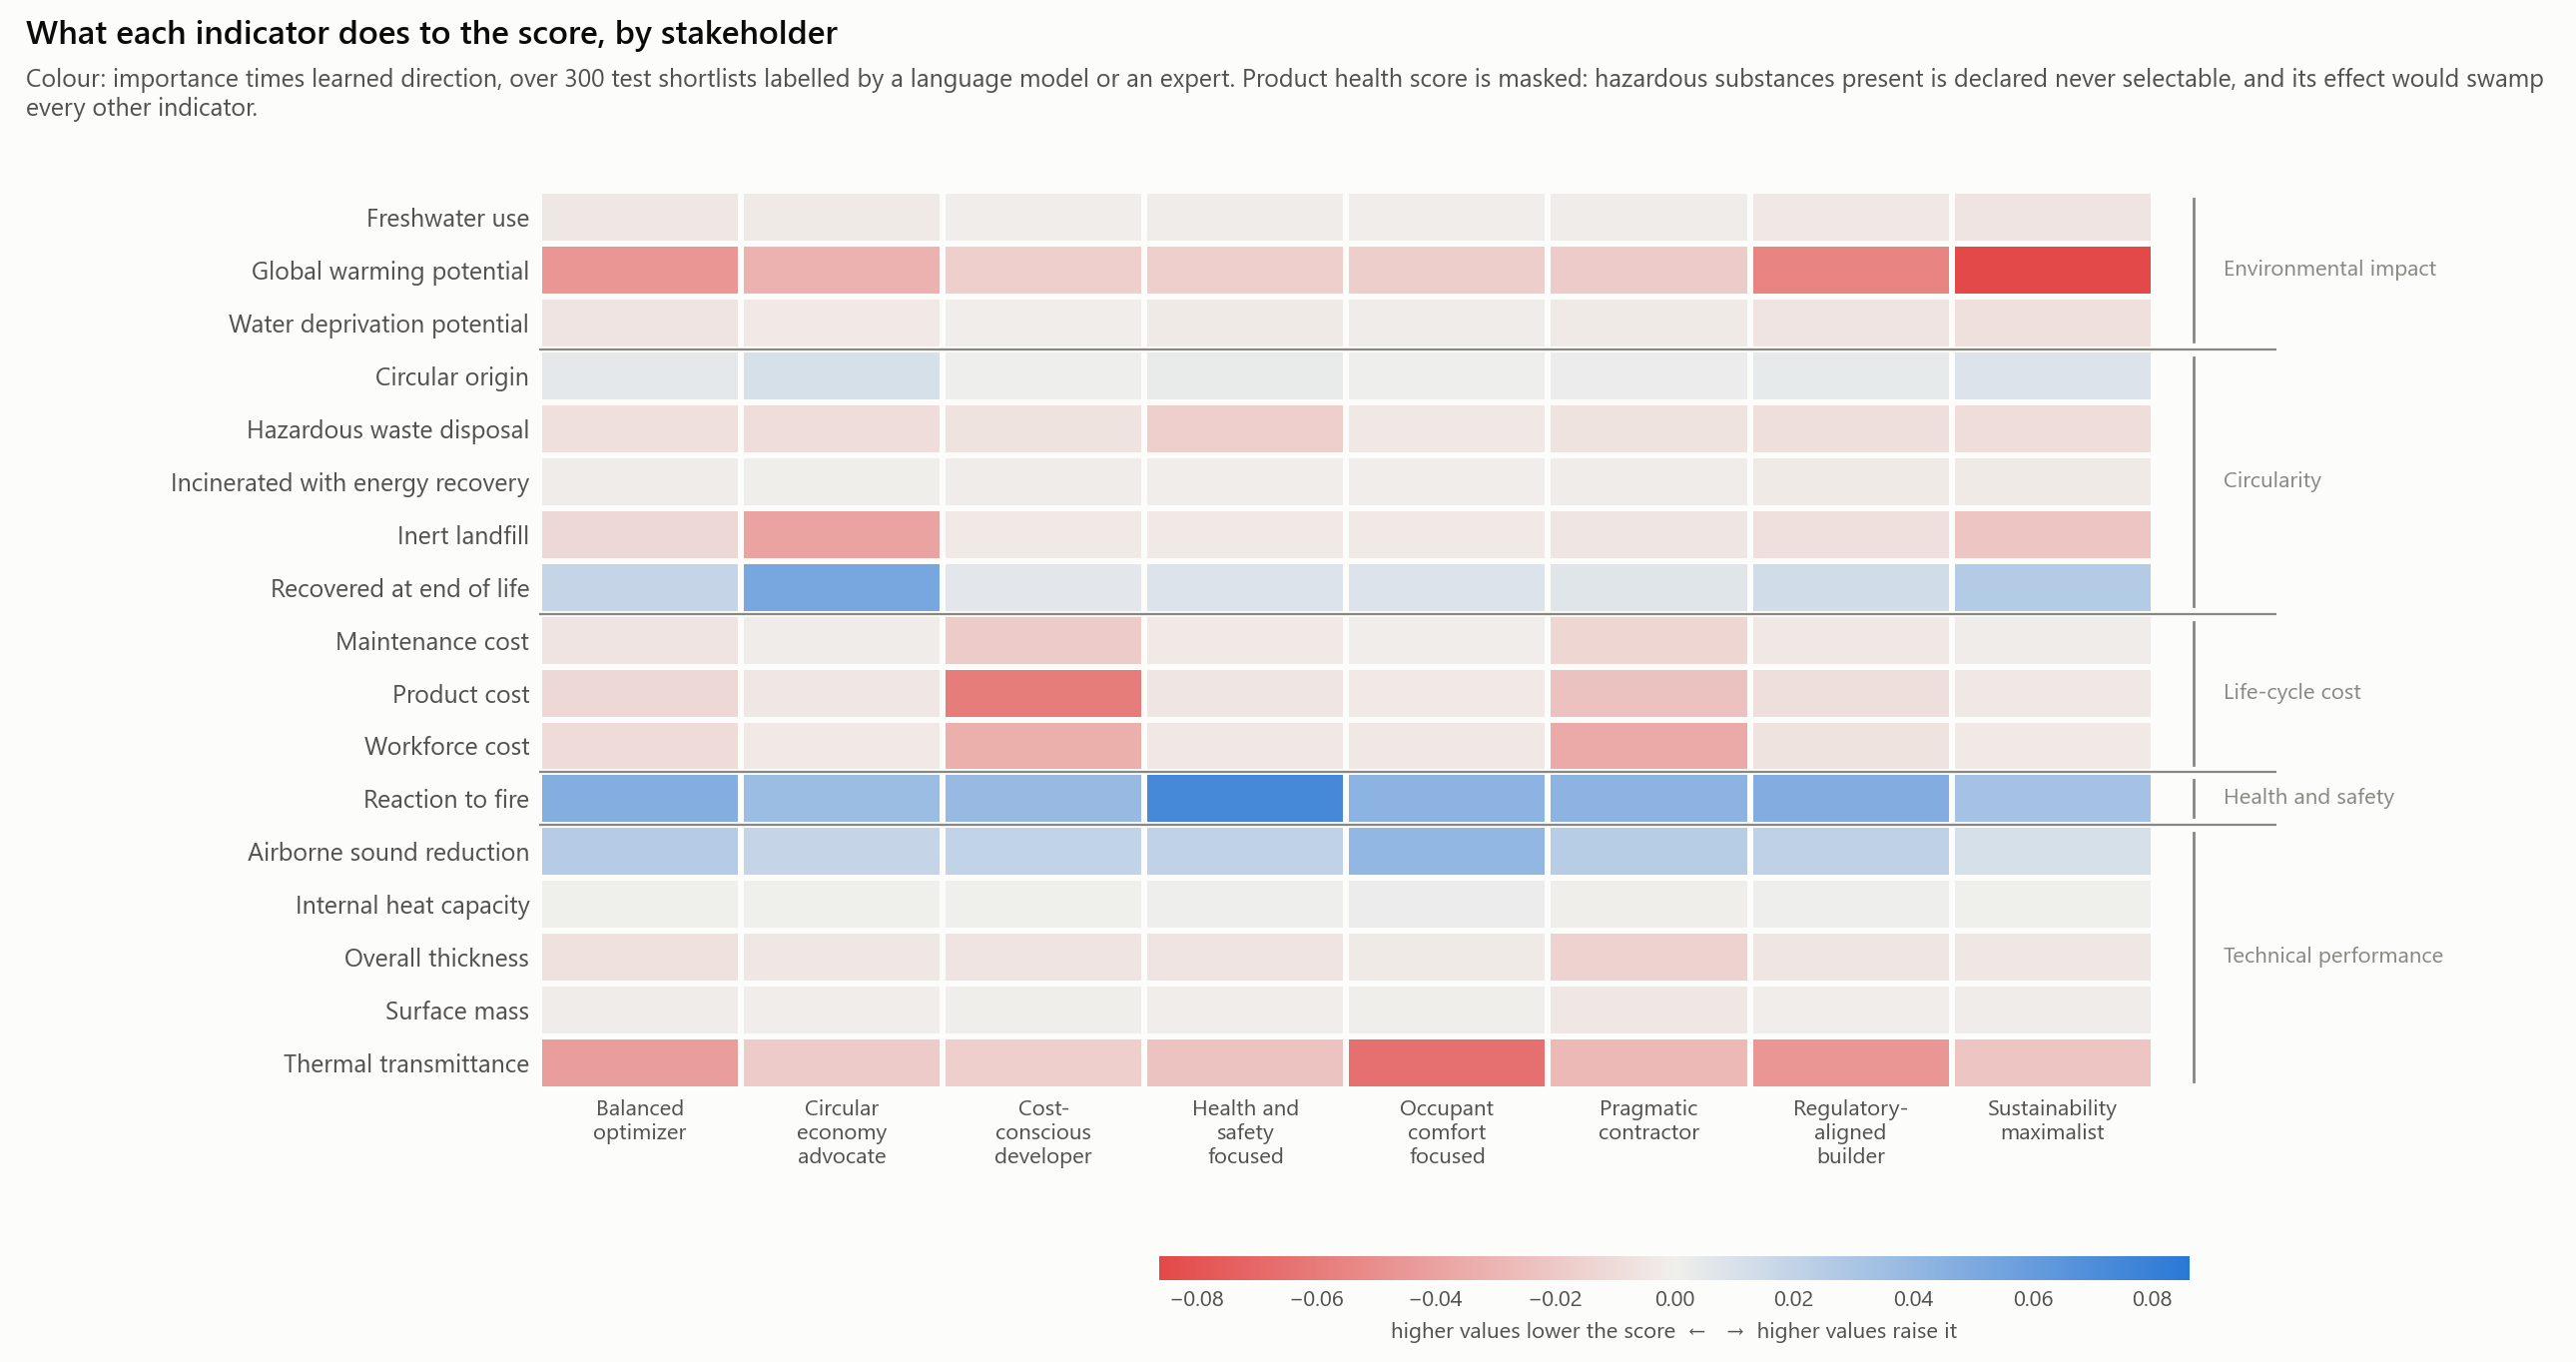 What each indicator does to the score, by stakeholder
Colour: importance times learned direction, over 300 test shortlists labelled by a language model or an expert. Product health score is masked: hazardous substances present is declared never selectable, and its effect would swamp
every other indicator.
Freshwater use
Global warming potential
Environmental impact
Water deprivation potential
Circular origin
Hazardous waste disposal
Incinerated with energy recovery
Circularity
Inert landfill
Recovered at end of life
Maintenance cost
Product cost
Life-cycle cost
Workforce cost
Reaction to fire
Health and safety
Airborne sound reduction
Internal heat capacity
Overall thickness
Technical performance
Surface mass
Thermal transmittance
Balanced
optimizer
Circular
economy
advocate
Cost-
conscious
developer
Health and
safety
focused
Occupant
comfort
focused
Pragmatic
contractor
Regulatory-
aligned
builder
Sustainability
maximalist
−0.08 −0.06 −0.04 −0.02 0.00 0.02 0.04 0.06 0.08
higher values lower the score ← → higher values raise it